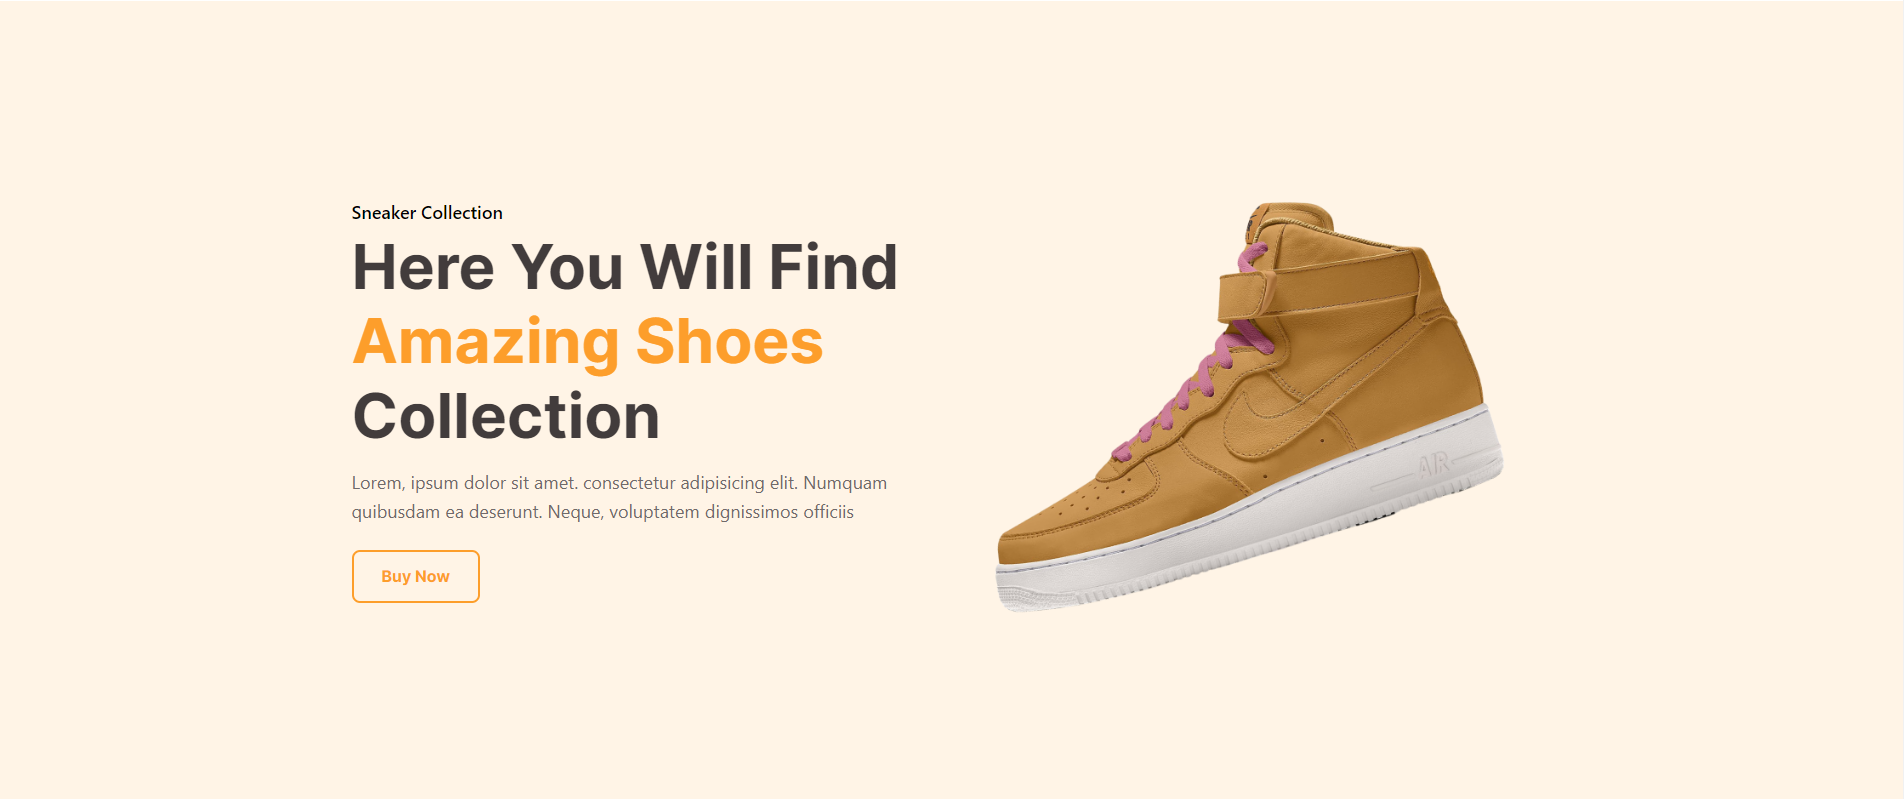 Sneaker Collection
Here You Will Find
Amazing Shoes
Collection
Lorem, ipsum dolor sit amet. consectetur adipisicing elit. Numquam
quibusdam ea deserunt. Neque, voluptatem dignissimos officiis
Buy Now
AIR